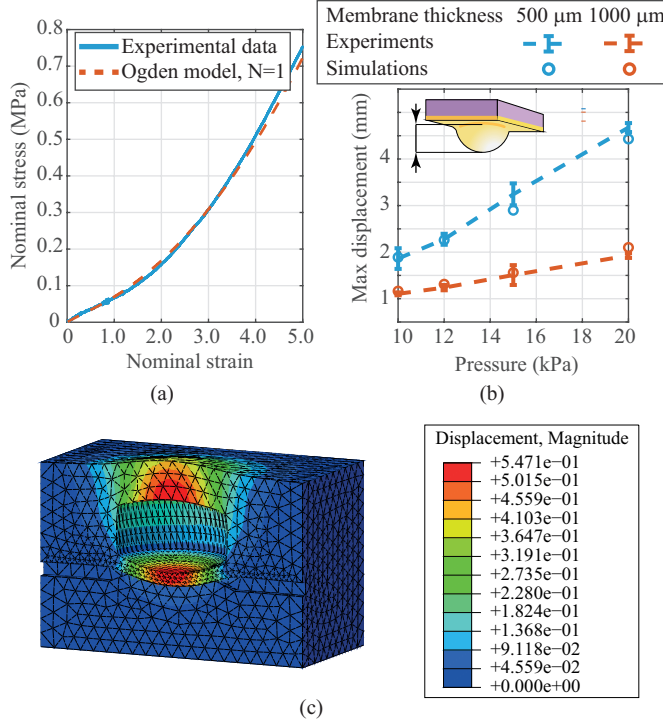 0.8
0.7
0.6
0.5
0.4
0.3
0.2
0.1
0
Nominal stress (MPa)
Experimental data
Ogden model, N=1
0 1.0 2.0 3.0 4.0 5.0
Nominal strain
(a)
Membrane thickness 500 μm 1000 μm
Experiments
Simulations
4
3
2
1
Max displacement (mm)
10 12 14 16 18 20
Pressure (kPa)
(b)
Displacement, Magnitude
+5.471e−01
+5.015e−01
+4.559e−01
+4.103e−01
+3.647e−01
+3.191e−01
+2.735e−01
+2.280e−01
+1.824e−01
+1.368e−01
+9.118e−02
+4.559e−02
+0.000e+00
(c)